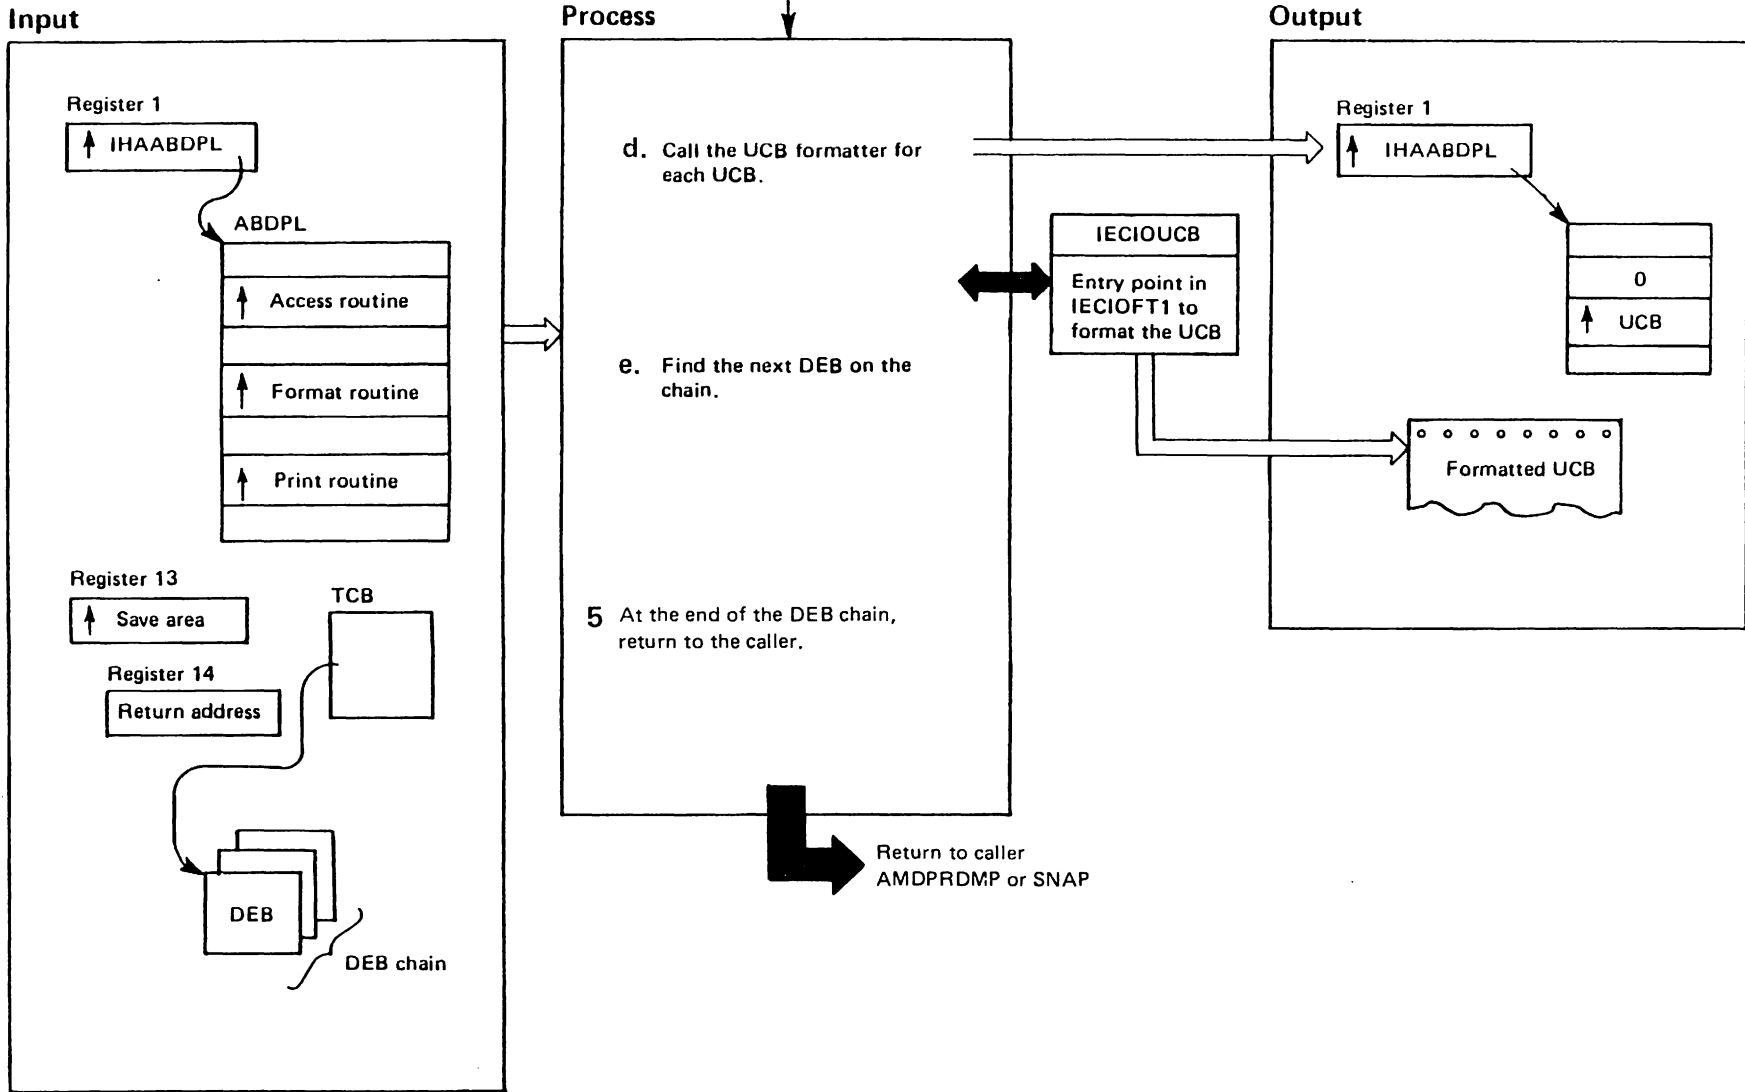 Input
Register 1
IHAABDPL
ABDPL
Access routine
Format routine
Print routine
Register 13
Save area
TCB
Register 14
Return address
DEB
DEB chain
Process
d. Call the UCB formatter for
each UCB.
e. Find the next DEB on the
chain.
5 At the end of the DEB chain,
return to the caller.
Return to caller
AMDPRDMP or SNAP
IECIOUCB
Entry point in
IECIOFT1 to
format the UCB
Output
Register 1
IHAABDPL
0
UCB
Formatted UCB